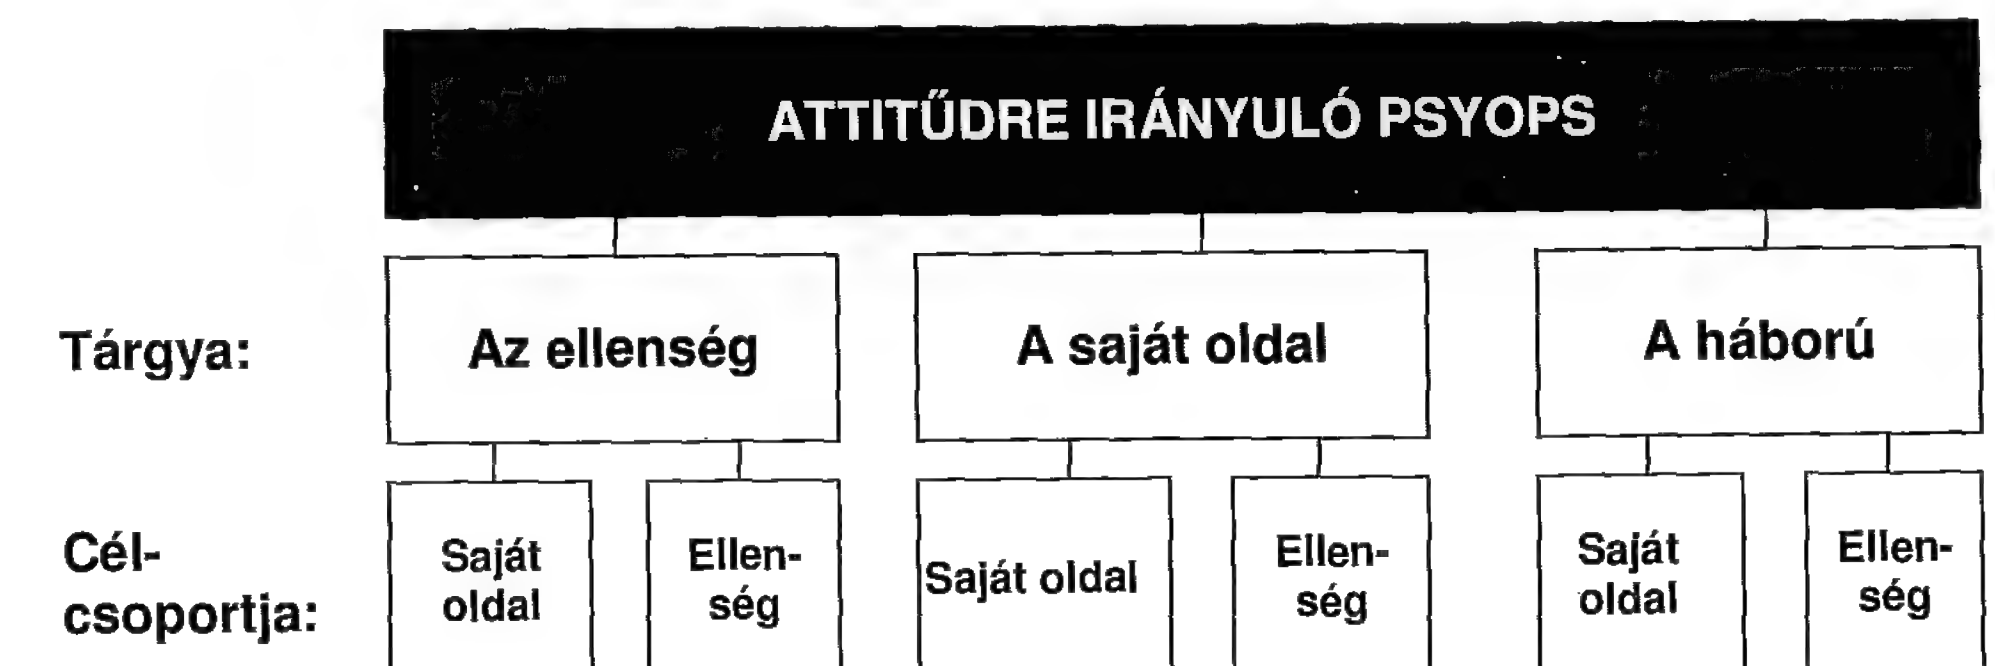 ATTITŰDRE IRÁNYULÓ PSYOPS
Tárgya:
Az ellenség
A saját oldal
A háború
Cél-
csoportja:
Saját
oldal
Ellen-
ség
Saját oldal
Ellen-
ség
Saját
oldal
Ellen-
ség